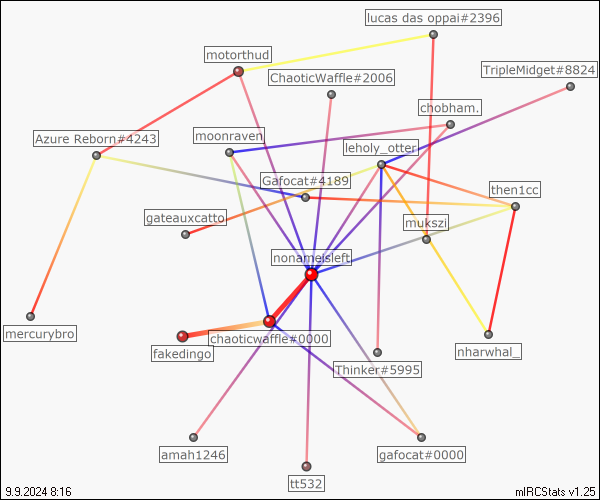 lucas das oppai#2396
motorthud
TripleMidget#8824
ChaoticWaffle#2006
chobham.
moonraven
Azure Reborn#4243
leholy_otter
Gafocat#4189
then1cc
gateauxcatto
mukszi
nonameisleft
mercurybro
chaoticwaffle#0000
fakedingo
nharwhal_
Thinker#5995
amah1246
gafocat#0000
tt532
9.9.2024 8:16
mIRCStats v1.25